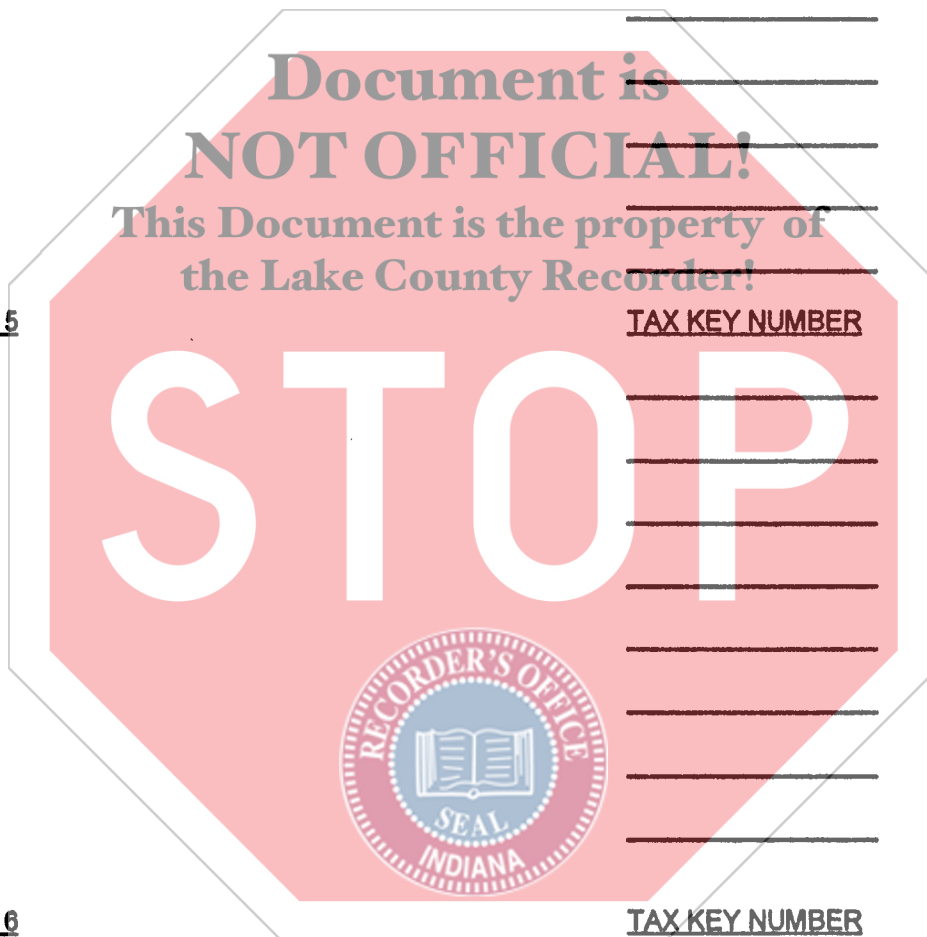 Document is
NOT OFFICIAL!
This Document is the property of
the Lake County Recorder!
5
TAX KEY NUMBER
STOP
RECORDER'S OFFICE
SEAL
INDIANA
6
TAX KEY NUMBER